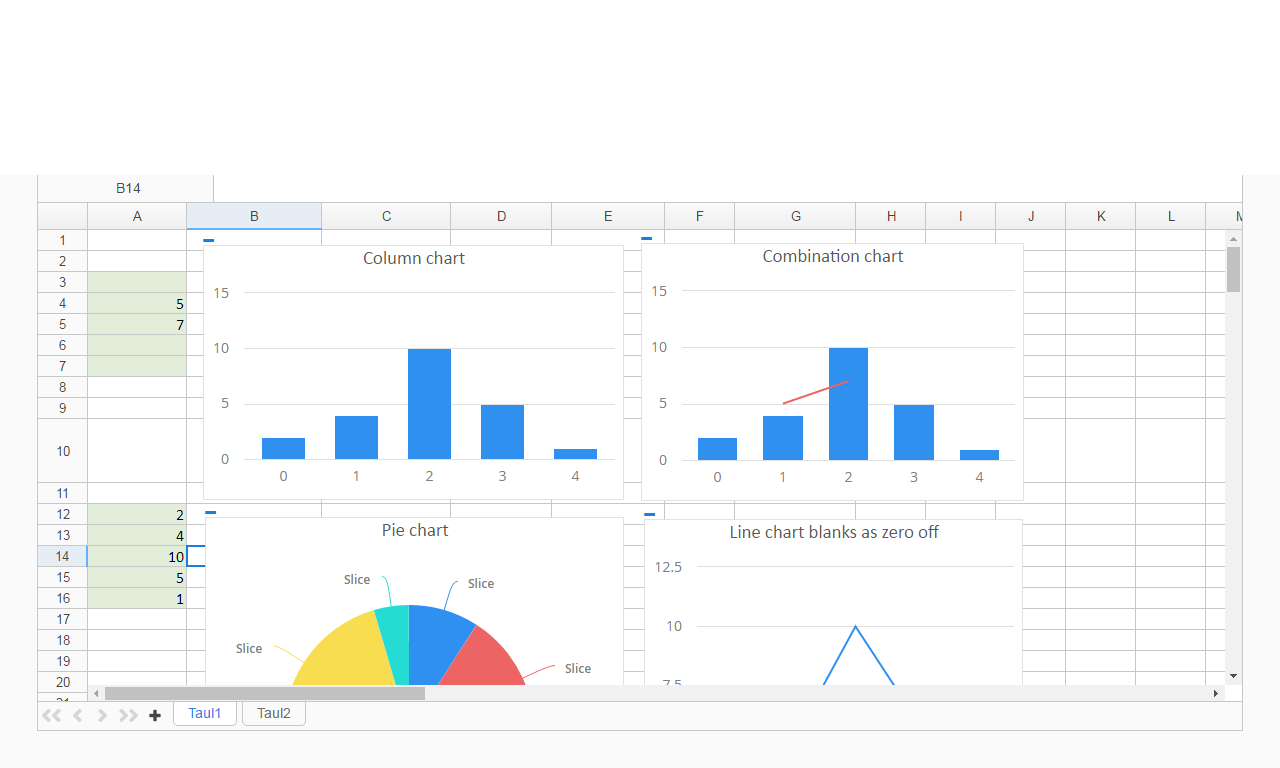 B14
A B C D E F G H I J K L M
1
2
3
4 5
5 7
6
7
8
9
10
11
12 2
13 4
14 10
15 5
16 1
17
18
19
20
21
Column chart
15
10
5
0
0 1 2 3 4
Combination chart
15
10
5
0
0 1 2 3 4
Pie chart
Slice
Slice
Slice
Slice
Line chart blanks as zero off
12.5
10
7.5
Taul1 Taul2